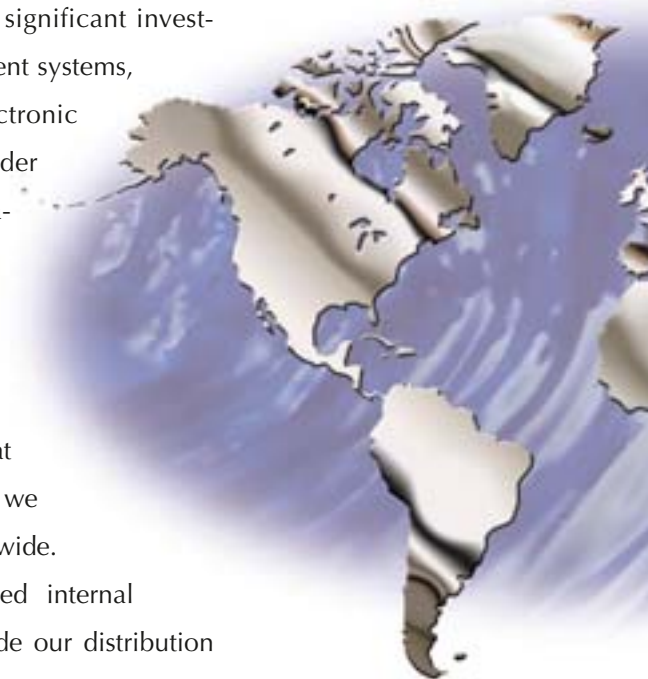 significant invest-
ent systems,
ctronic
der
-
at
we
wide.
ed internal
de our distribution